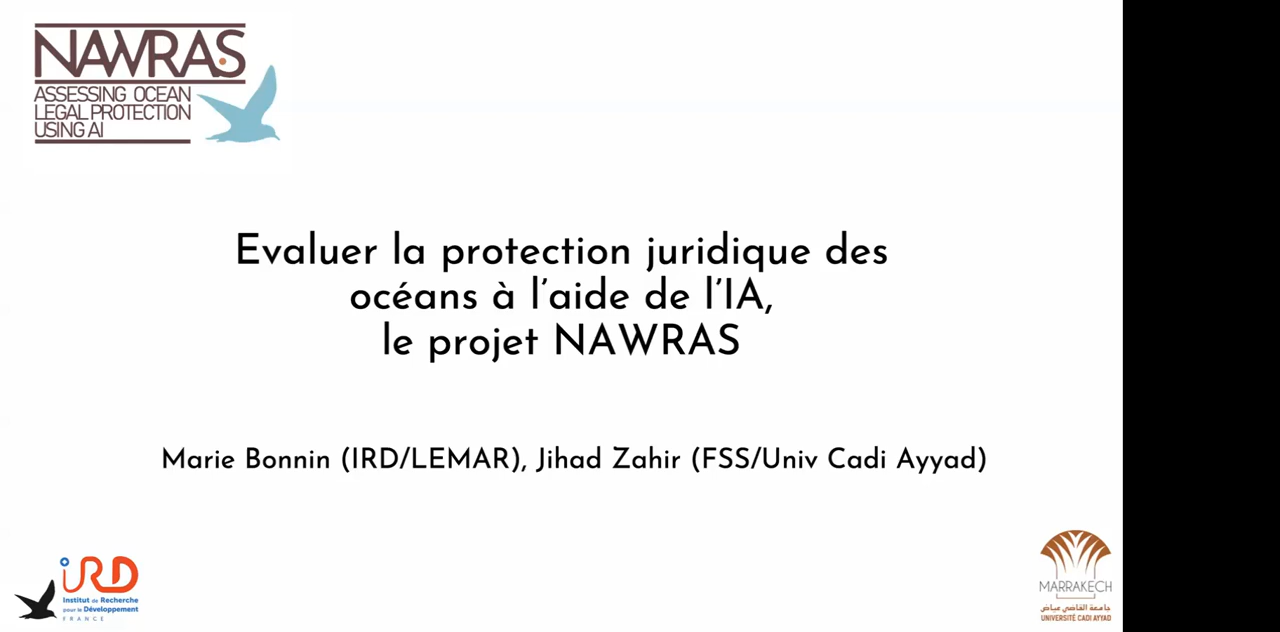 NAWRAS
ASSESSING OCEAN
LEGAL PROTECTION
USING AI
Evaluer la protection juridique des
océans à l'aide de l'IA,
le projet NAWRAS
Marie Bonnin (IRD/LEMAR), Jihad Zahir (FSS/Univ Cadi Ayyad)
IRD
Institut de Recherche
pour le Développement
FRANCE
MARRAKECH
جامعة القاضي عياض
UNIVERSITÉ CADI AYYAD